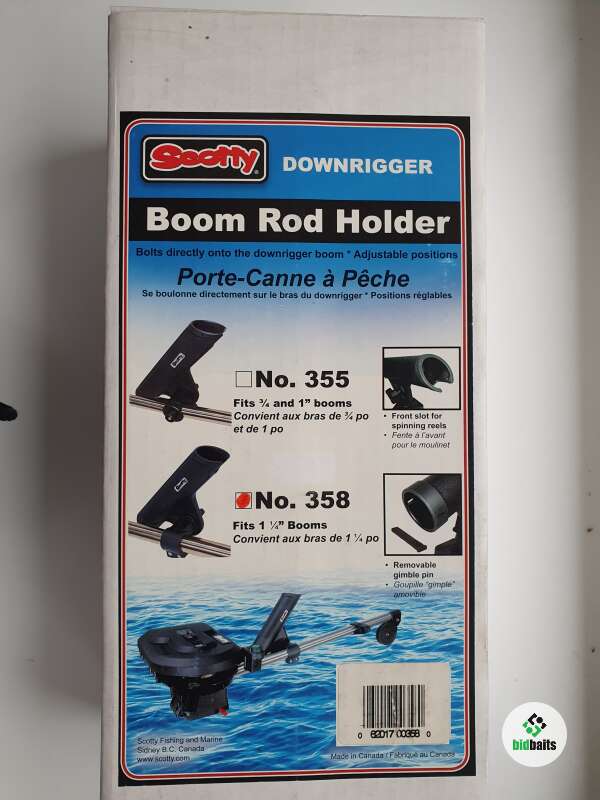 Scotty
DOWNRIGGER
Boom Rod Holder
Bolts directly onto the downrigger boom * Adjustable positions
Porte-Canne à Pêche
Se boulonne directement sur le bras du downrigger * Positions réglables
No. 355
Fits ¾ and 1” booms
Convient aux bras de ¾ po
et de 1 po
• Front slot for
spinning reels
• Fente à l'avant
pour le moulinet
No. 358
Fits 1 ¼” Booms
Convient aux bras de 1 ¼ po
• Removable
gimble pin
• Goupille “gimple”
amovible
Scotty Fishing and Marine
Sidney B.C. Canada
www.scotty.com
0 62017 00358 0
Made in Canada / Fabriqué au Canada
bidbaits